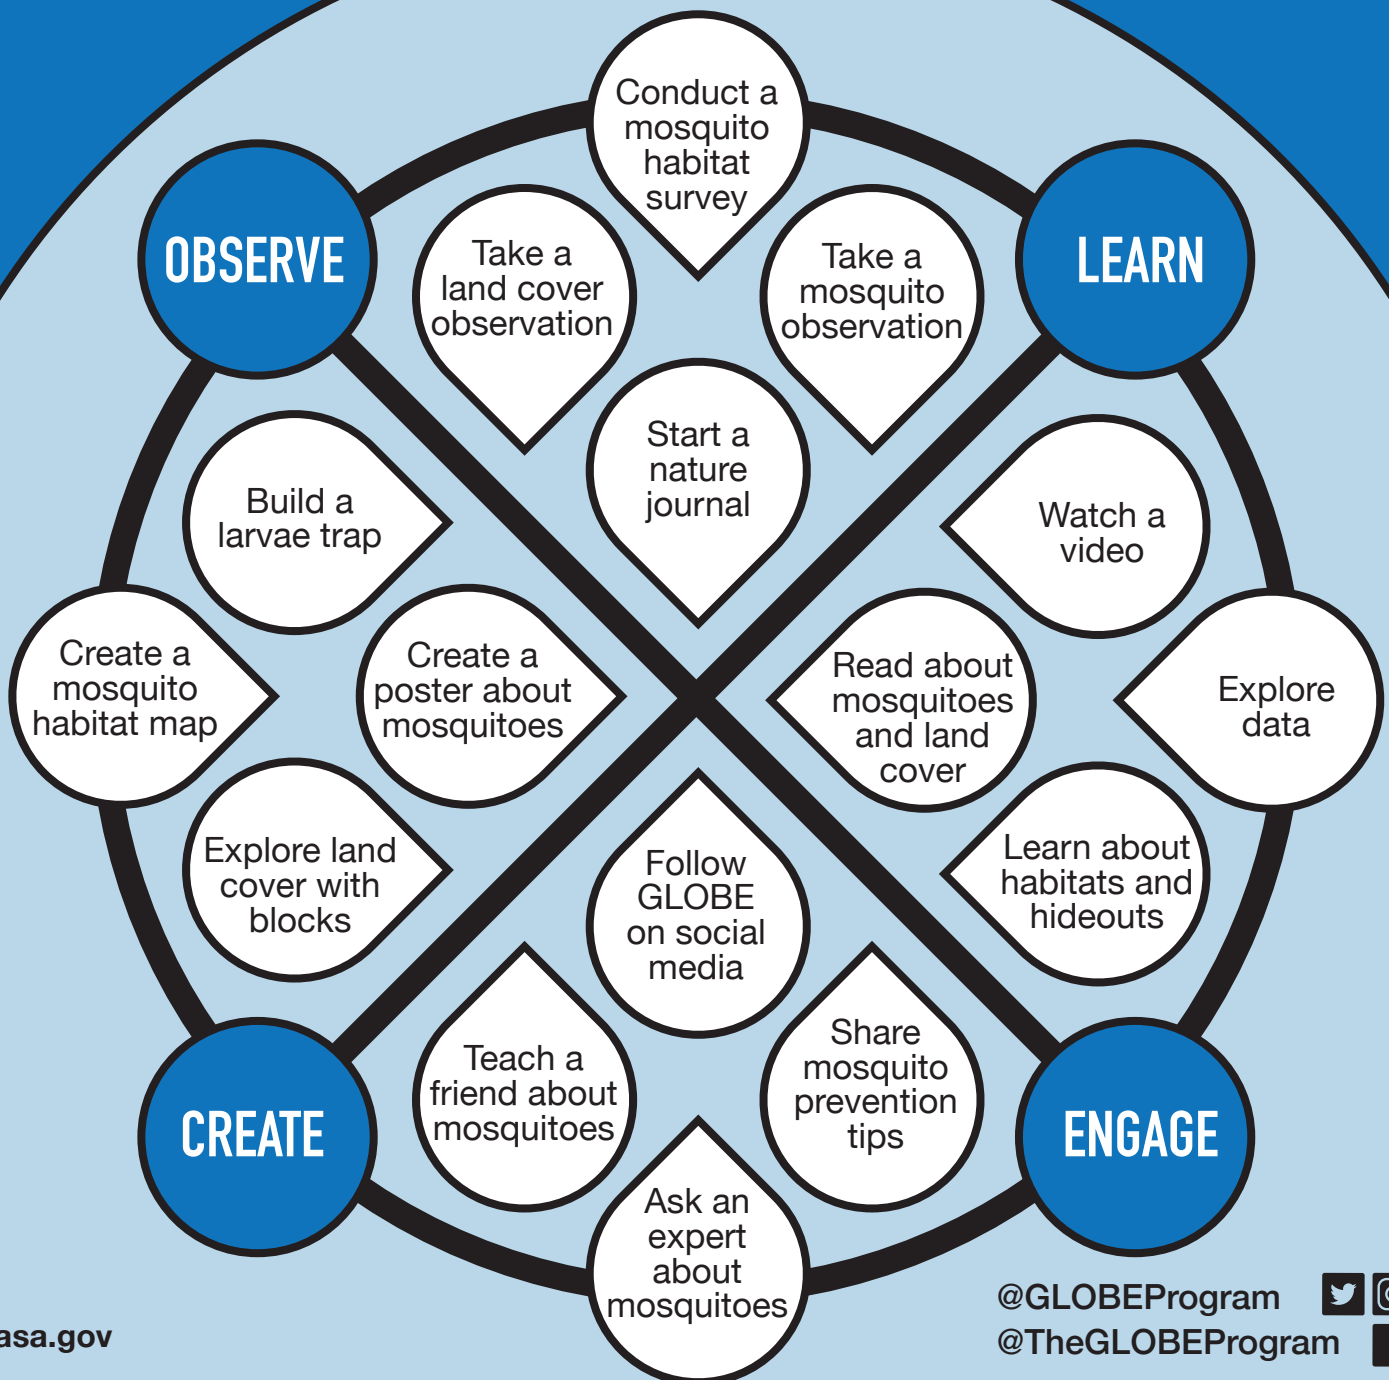 Conduct a
mosquito
habitat
survey
OBSERVE
Take a
land cover
observation
Take a
mosquito
observation
LEARN
Start a
nature
journal
Build a
larvae trap
Watch a
video
Create a
mosquito
habitat map
Create a
poster about
mosquitoes
Read about
mosquitoes
and land
cover
Explore
data
Explore land
cover with
blocks
Follow
GLOBE
on social
media
Learn about
habitats and
hideouts
CREATE
Teach a
friend about
mosquitoes
Share
mosquito
prevention
tips
ENGAGE
Ask an
expert
about
mosquitoes
@GLOBEProgram
@TheGLOBEProgram
asa.gov